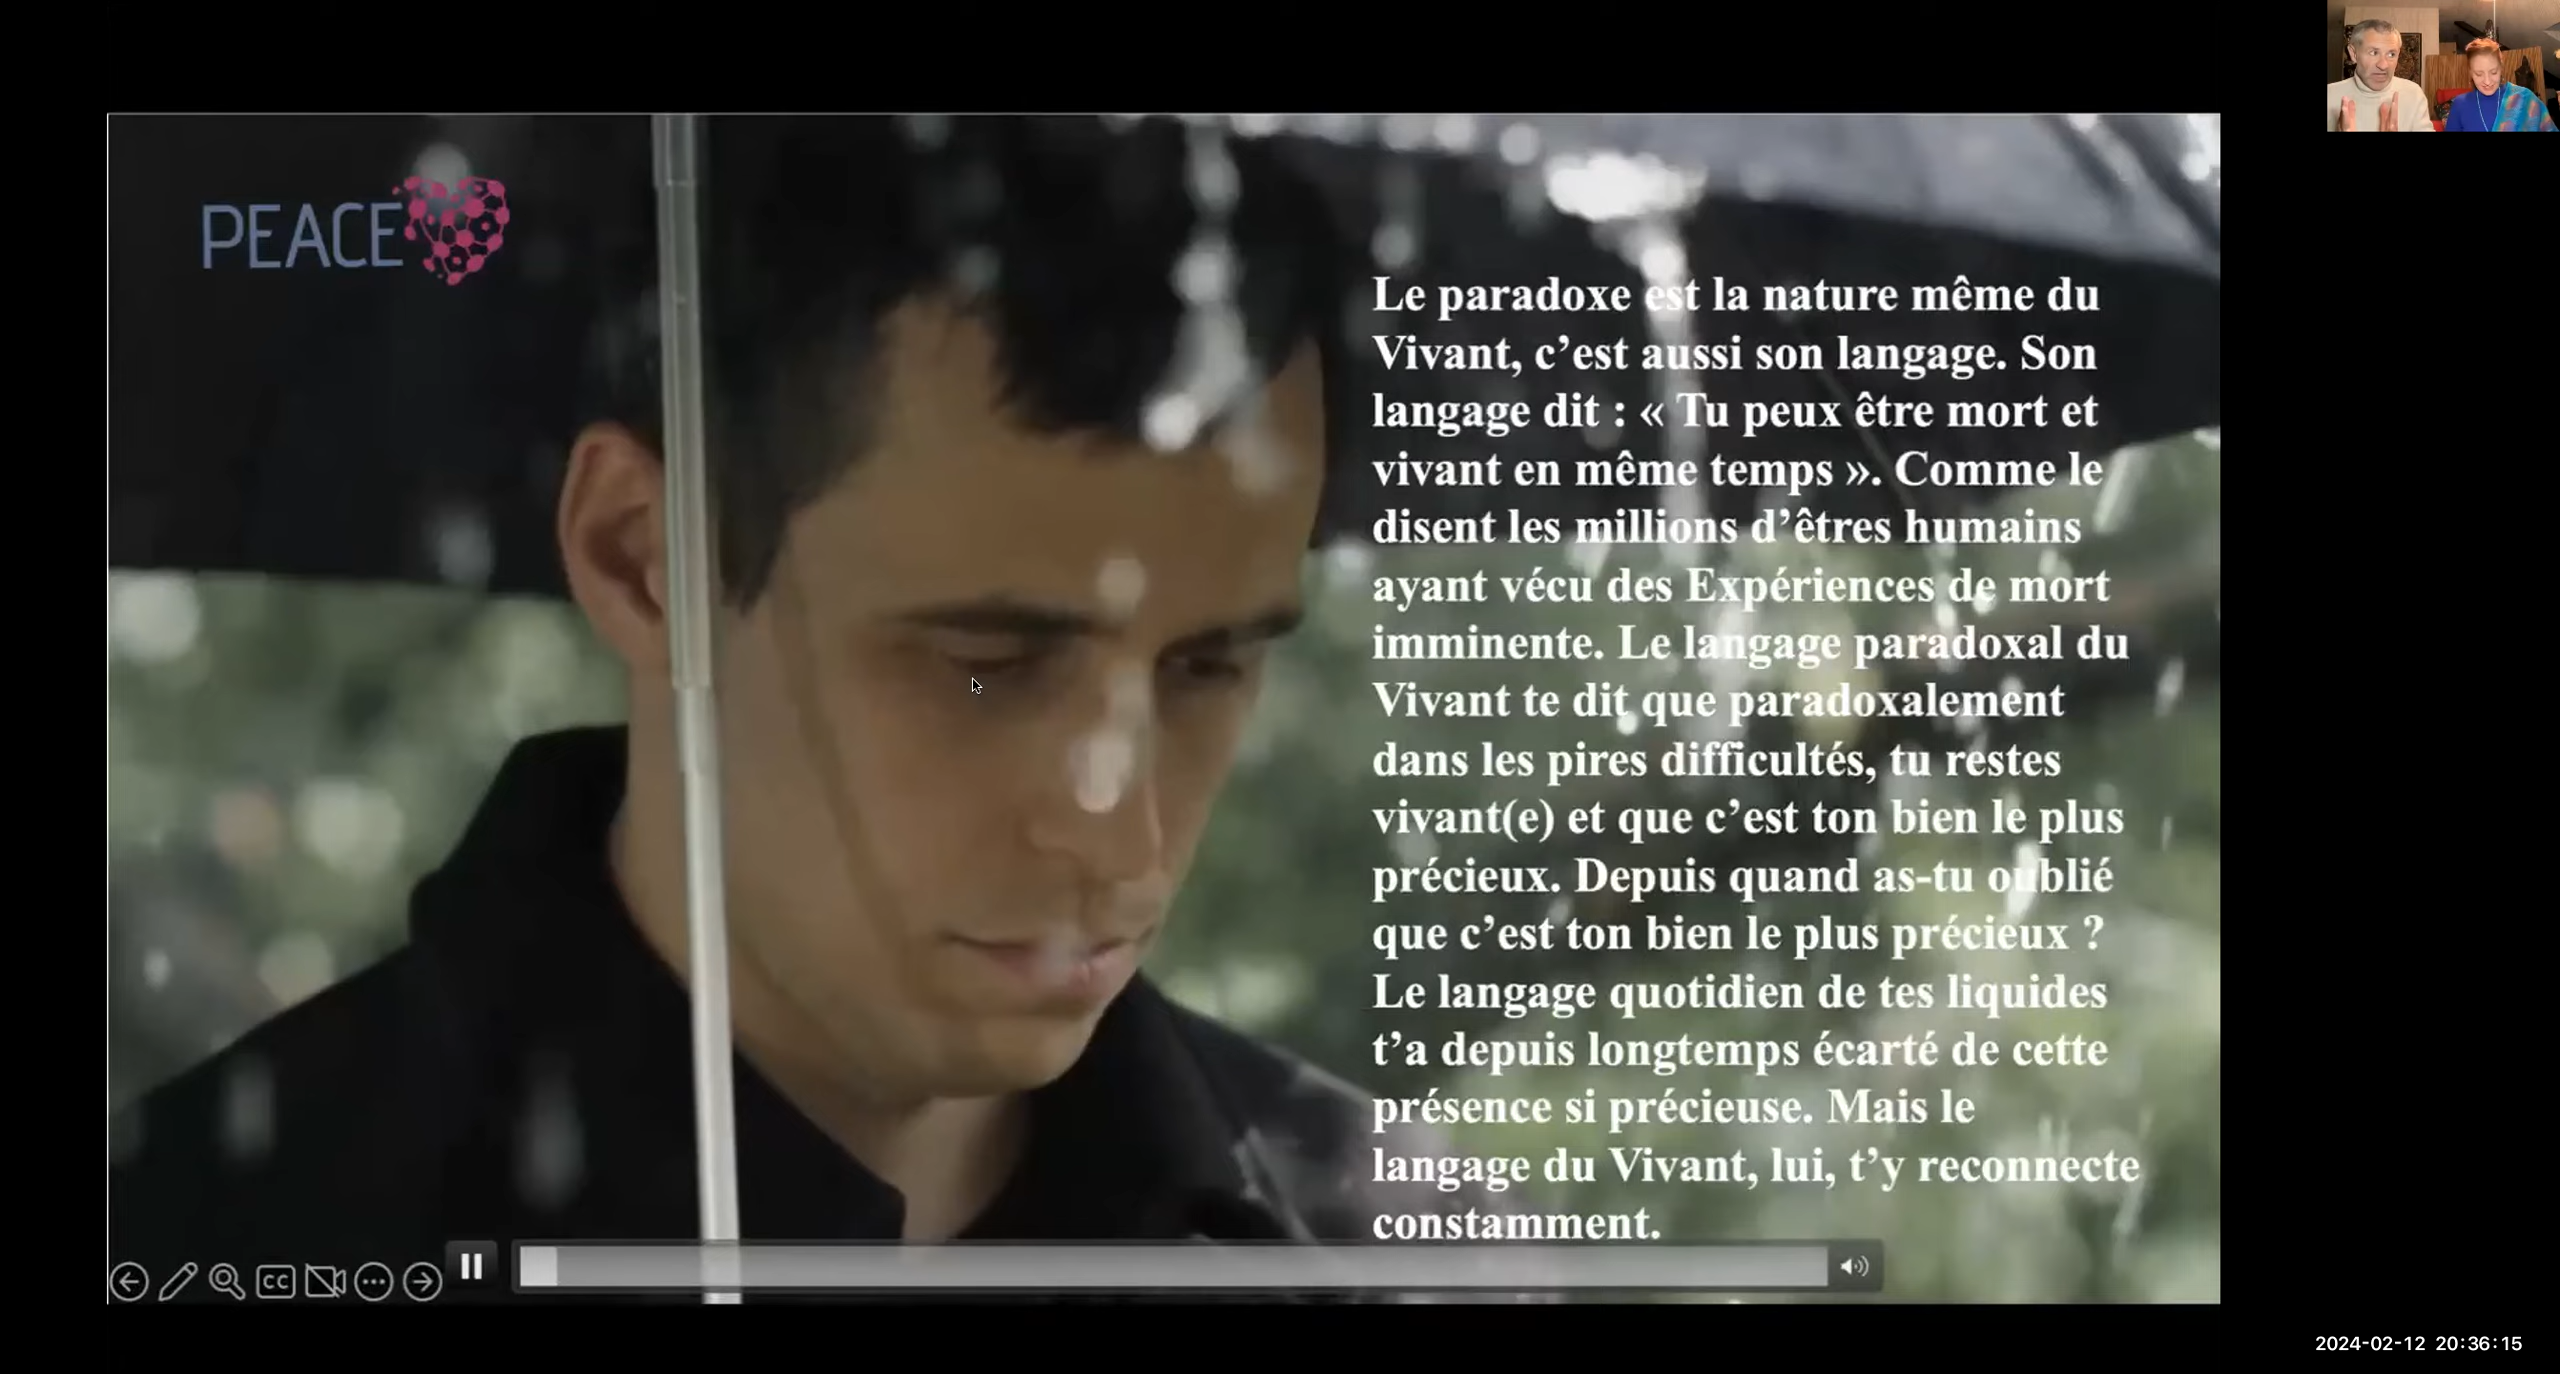 PEACE
Le paradoxe est la nature même du
Vivant, c’est aussi son langage. Son
langage dit : « Tu peux être mort et
vivant en même temps ». Comme le
disent les millions d’êtres humains
ayant vécu des Expériences de mort
imminente. Le langage paradoxal du
Vivant te dit que paradoxalement
dans les pires difficultés, tu restes
vivant(e) et que c’est ton bien le plus
précieux. Depuis quand as-tu oublié
que c’est ton bien le plus précieux ?
Le langage quotidien de tes liquides
t’a depuis longtemps écarté de cette
présence si précieuse. Mais le
langage du Vivant, lui, t’y reconnecte
constamment.
CC
2024-02-12 20:36:15